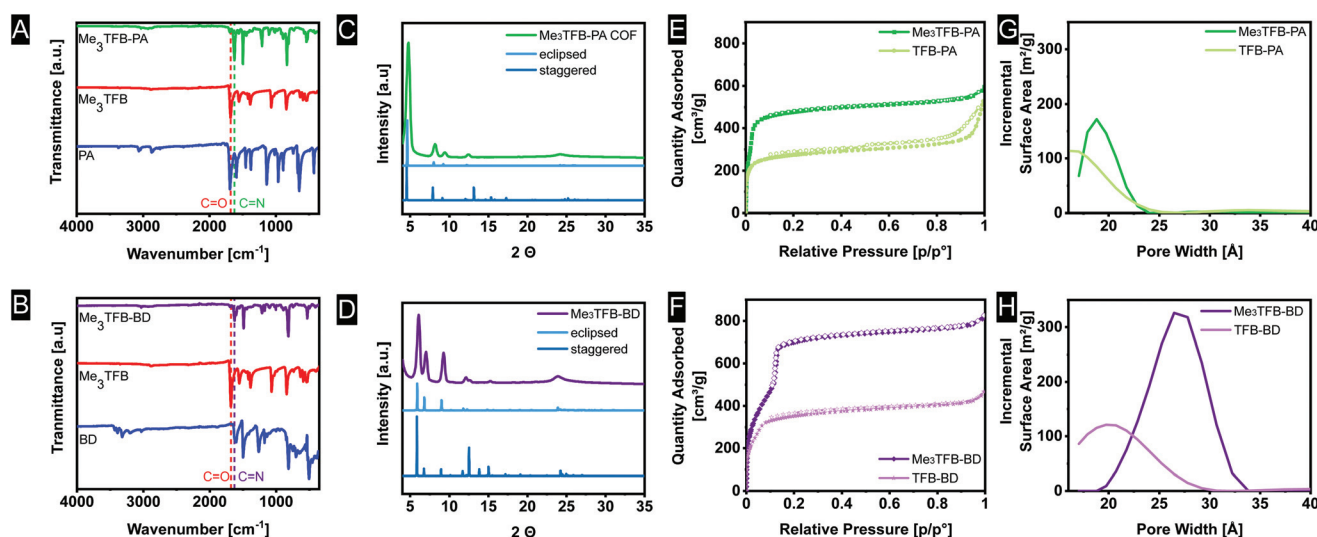 A
Transmittance [a.u.]
Me₃TFB-PA
Me₃TFB
PA
C=O
C=N
4000 3000 2000 1000
Wavenumber [cm⁻¹]
C
Intensity [a.u]
Me₃TFB-PA COF
eclipsed
staggered
5 10 15 20 25 30 35
2 Θ
E
Quantity Adsorbed
[cm³/g]
Me₃TFB-PA
TFB-PA
800
600
400
200
0
0 0.2 0.4 0.6 0.8 1
Relative Pressure [p/p°]
G
Incremental
Surface Area [m²/g]
Me₃TFB-PA
TFB-PA
300
200
100
0
20 25 30 35 40
Pore Width [Å]
B
Tranmittance [a.u.]
Me₃TFB-BD
Me₃TFB
BD
C=O
C=N
4000 3000 2000 1000
Wavenumber [cm⁻¹]
D
Intensity [a.u.]
Me₃TFB-BD
eclipsed
staggered
5 10 15 20 25 30 35
2 Θ
F
Quantity Adsorbed
[cm³/g]
800
600
400
200
0
Me₃TFB-BD
TFB-BD
0 0.2 0.4 0.6 0.8 1
Relative Pressure [p/p°]
H
Incremental
Surface Area [m²/g]
Me₃TFB-BD
TFB-BD
300
200
100
0
20 25 30 35 40
Pore Width [Å]